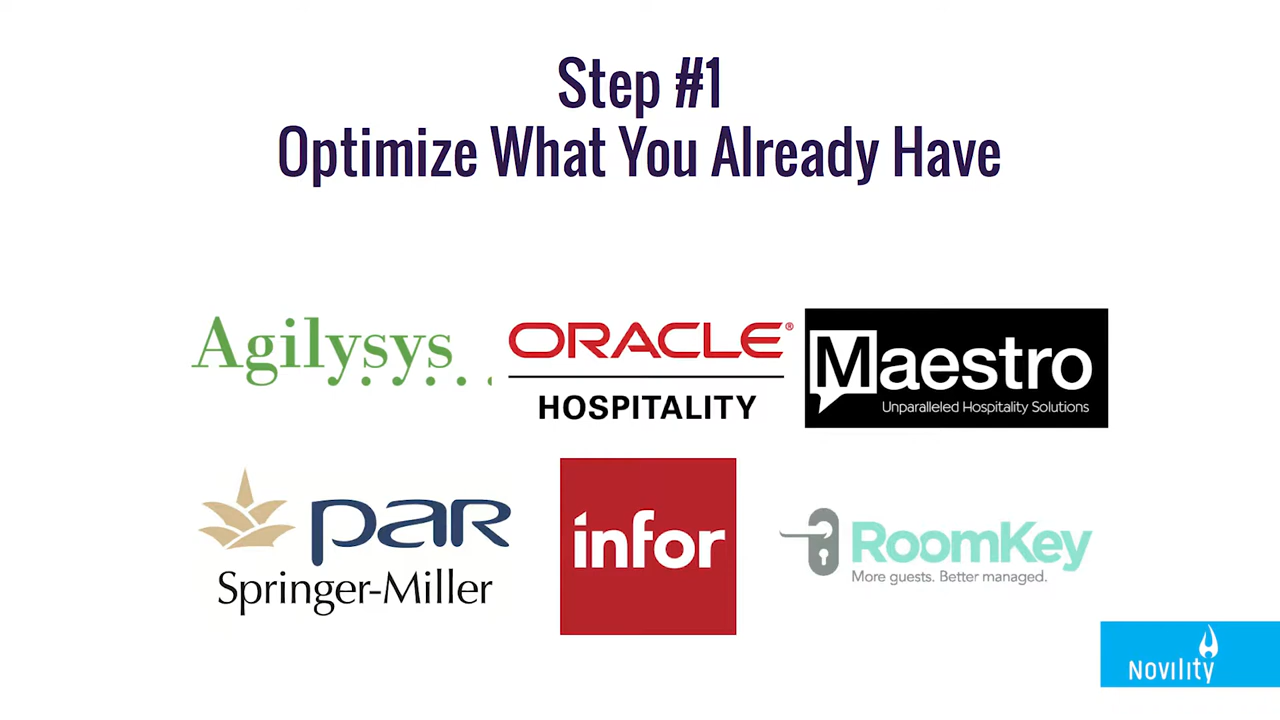 Step #1
Optimize What You Already Have
Agilysys
ORACLE®
HOSPITALITY
Maestro
Unparalleled Hospitality Solutions
PAR
Springer-Miller
infor
RoomKey
More guests. Better managed.
Novility